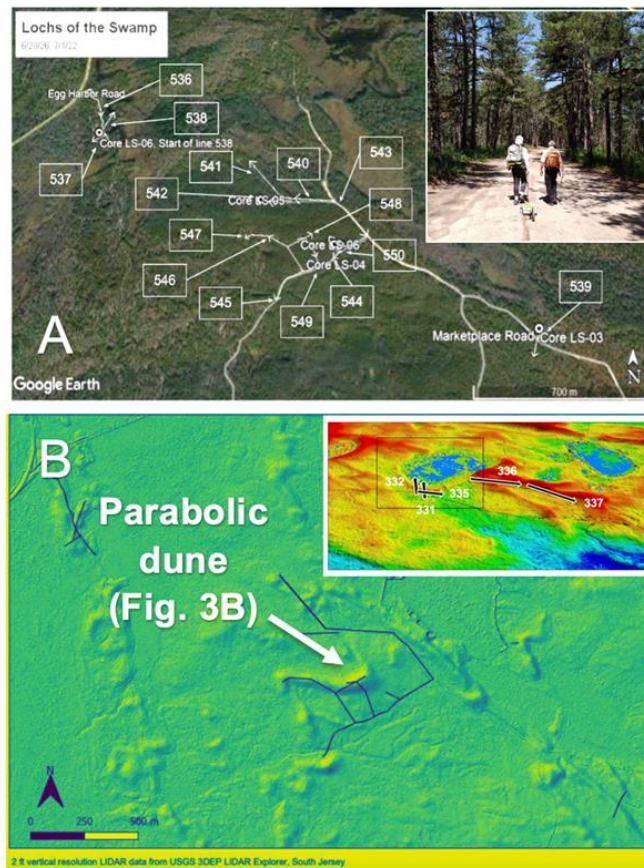 Lochs of the Swamp
6/29/26, 7/1/22
Egg Harbor Road
536
538
Core LS-06, Start of line 538
537
541
540
543
542
Core LS-05
548
547
Core LS-06
550
546
Core LS-04
545
549
544
539
Marketplace Road
Core LS-03
A
Google Earth
N
700 m
B
Parabolic
dune
(Fig. 3B)
332
331
335
336
337
N
0 250 500 m
2 ft vertical resolution LIDAR data from USGS 3DEP LIDAR Explorer, South Jersey